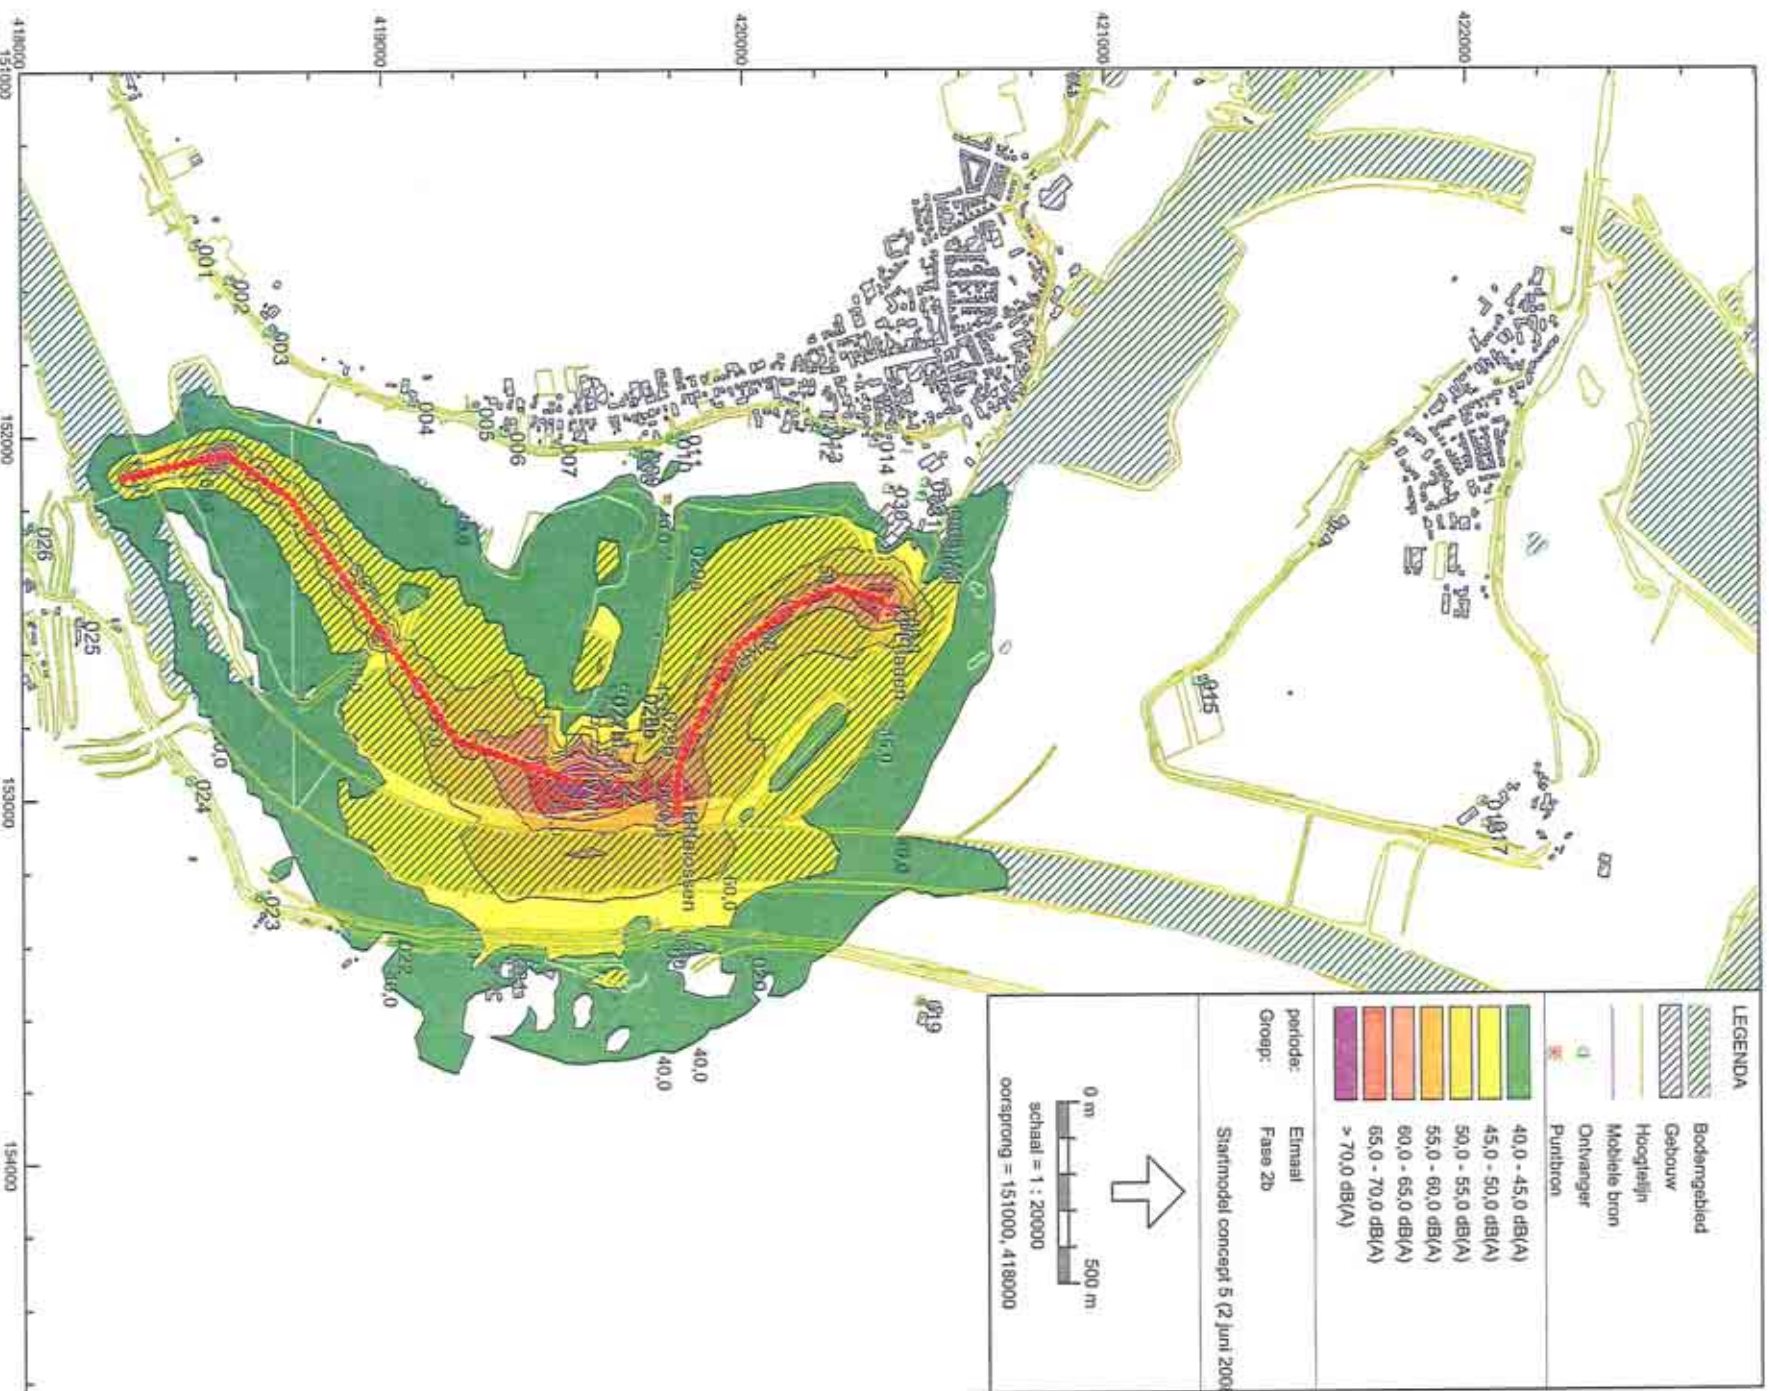 418000
419000
420000
421000
422000
151000
152000
153000
154000
001
002
003
004
005
006
007
011
012
014
015
017
019
022
023
024
025
026
40,0
40,0
LEGENDA
Bodemgebied
Gebouw
Hoogtelijn
Mobiele bron
Ontvanger
Puntbron
40,0 - 45,0 dB(A)
45,0 - 50,0 dB(A)
50,0 - 55,0 dB(A)
55,0 - 60,0 dB(A)
60,0 - 65,0 dB(A)
65,0 - 70,0 dB(A)
> 70,0 dB(A)
periode: Etmaal
Groep: Fase 2b
Startmodel concept 5 (2 juni 200
0 m 500 m
schaal = 1 : 20000
oorsprong = 151000, 418000